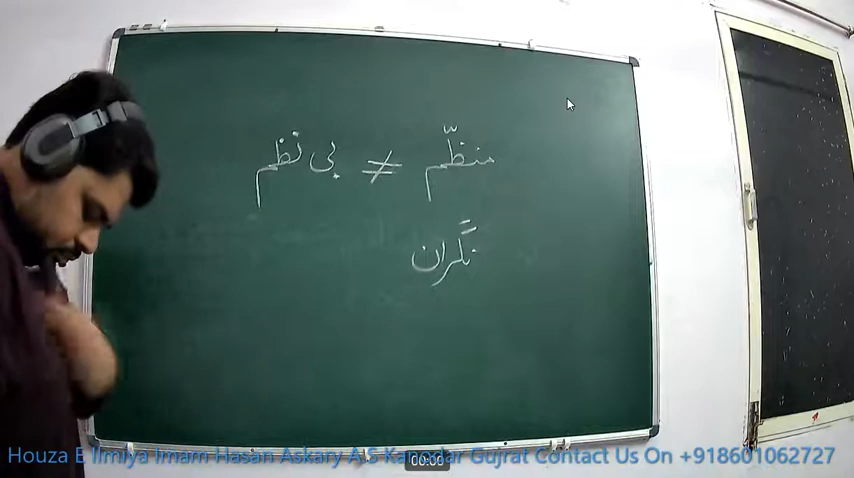 منظّم ≠ بی نظم
نگران
Houza E Ilmiya Imam Hasan Askary A.S Kanodar Gujrat Contact Us On +918601062727
00:00